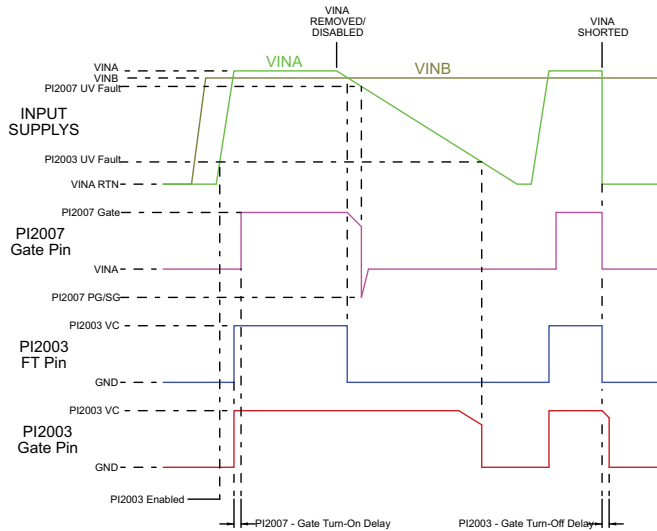 VINA
REMOVED/
DISABLED
VINA
SHORTED
VINA
VINA
VINB
VINB
PI2007 UV Fault
INPUT
SUPPLYS
PI2003 UV Fault
VINA RTN
PI2007 Gate
PI2007
Gate Pin
VINA
PI2007 PG/SG
PI2003 VC
PI2003
FT Pin
GND
PI2003 VC
PI2003
Gate Pin
GND
PI2003 Enabled
PI2007 - Gate Turn-On Delay
PI2003 - Gate Turn-Off Delay